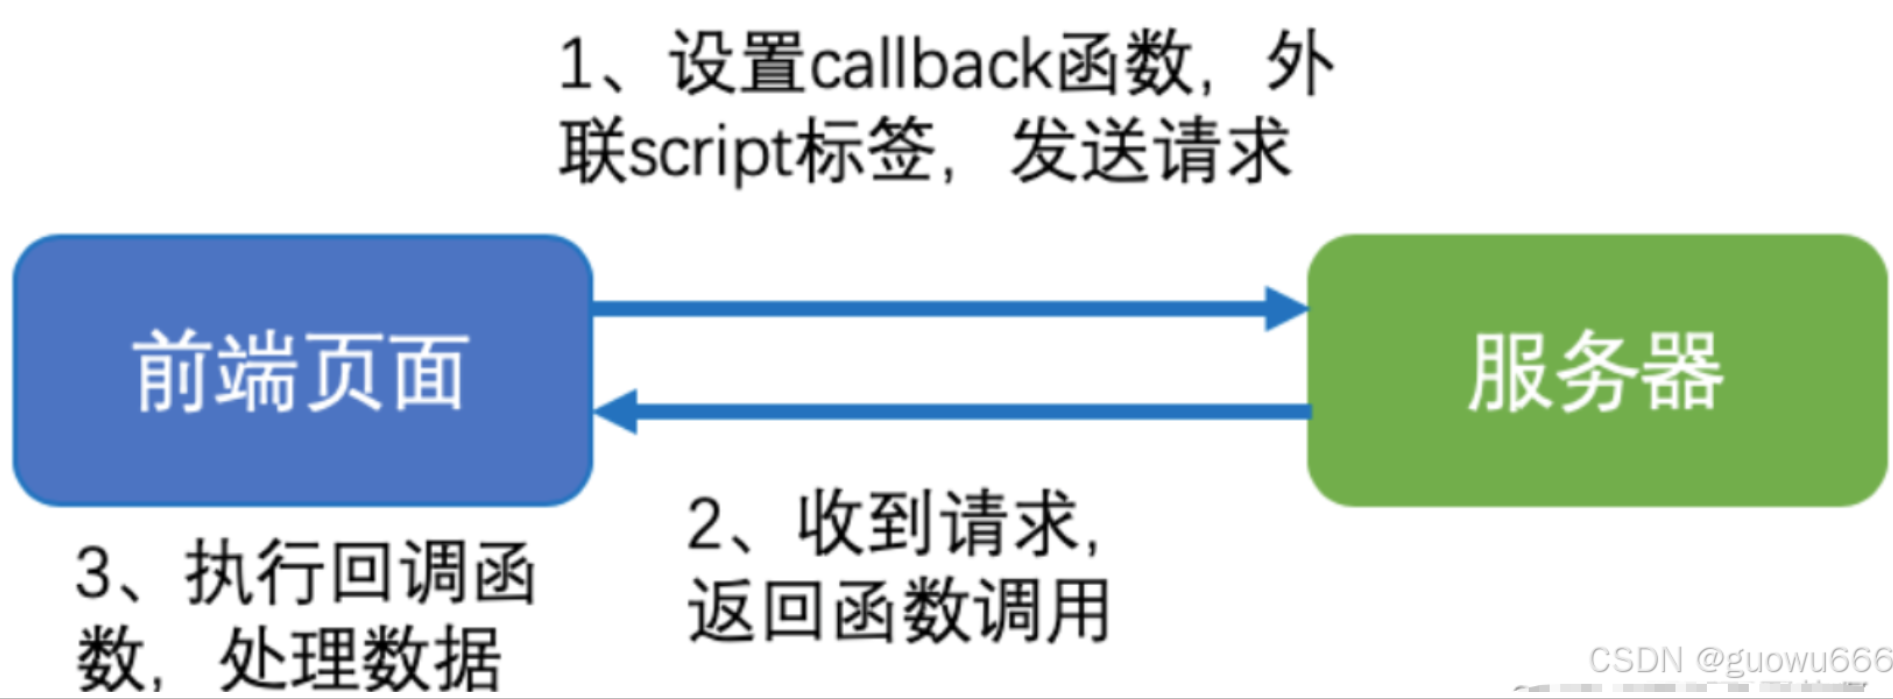 1、设置callback函数，外
联script标签，发送请求
前端页面
服务器
2、收到请求，
返回函数调用
3、执行回调函
数，处理数据
CSDN @guowu666